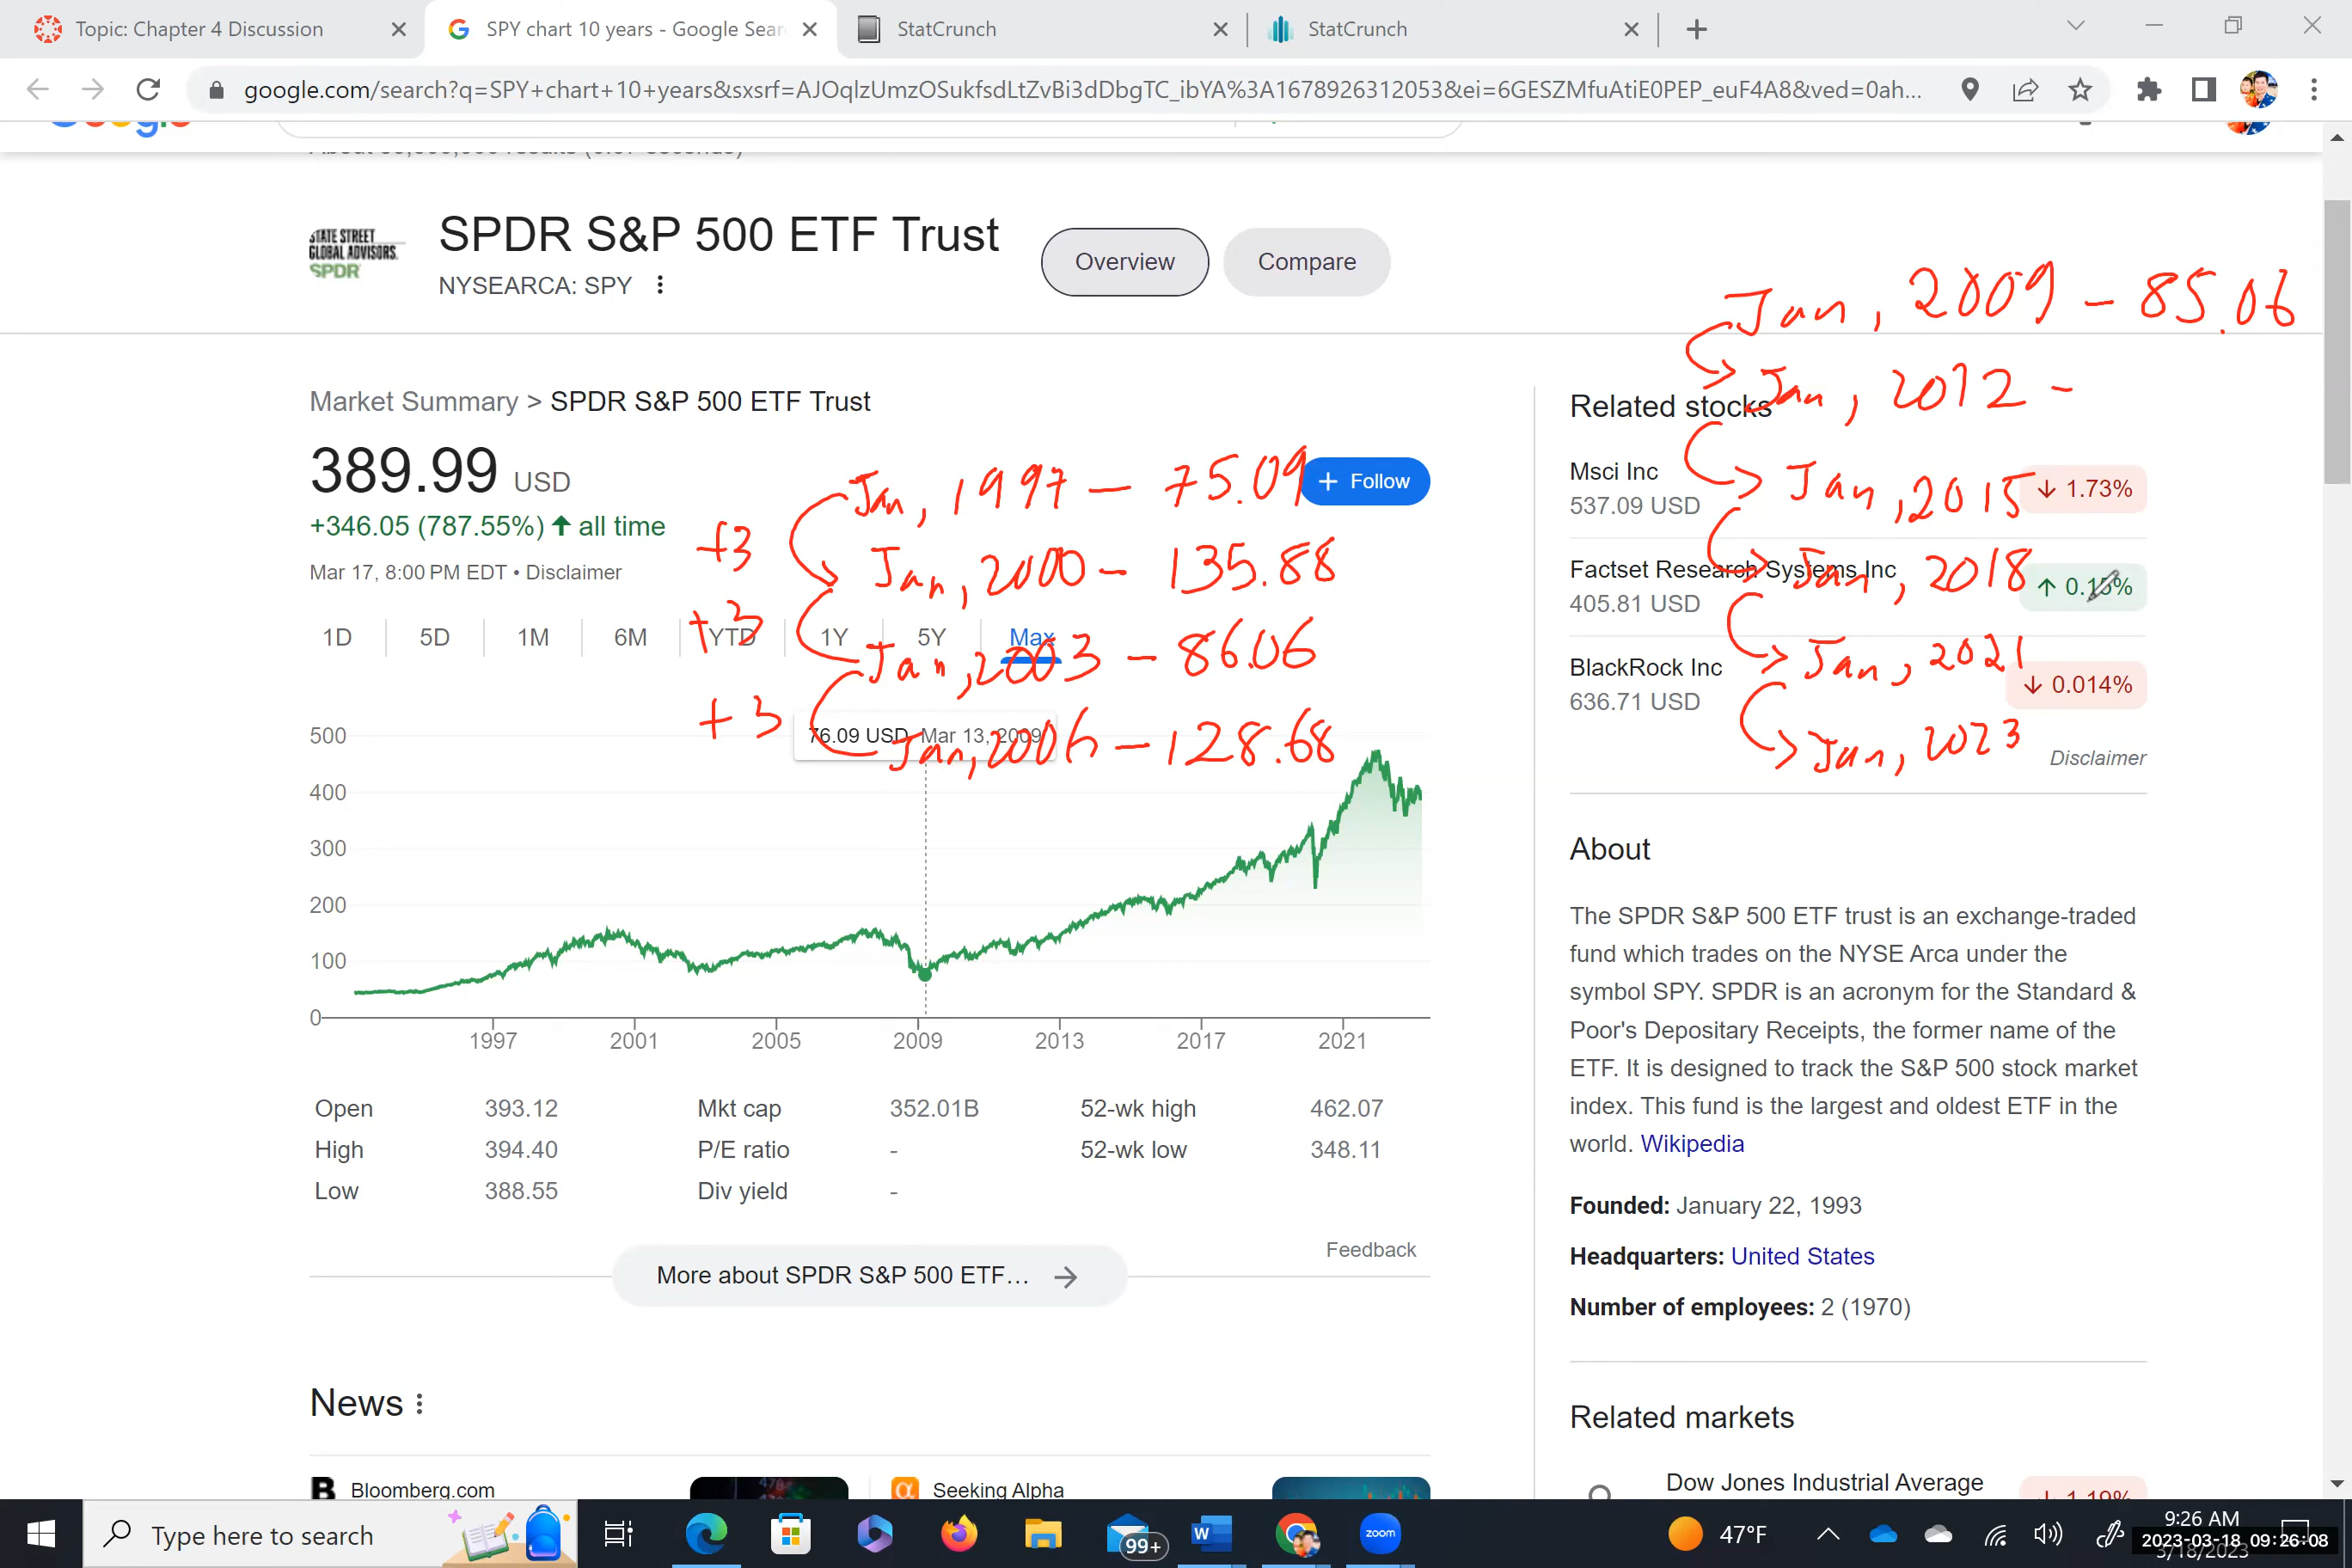 Topic: Chapter 4 Discussion
SPY chart 10 years - Google Sear
StatCrunch
StatCrunch
google.com/search?q=SPY+chart+10+years&sxsrf=AJOqlzUmzOSukfsdLtZvBi3dDbgTC_ibYA%3A1678926312053&ei=6GESZMfuAtiE0PEP_euF4A8&ved=0ah...
STATE STREET
GLOBAL ADVISORS
SPDR
SPDR S&P 500 ETF Trust
NYSEARCA: SPY
Overview
Compare
Jan, 2009 - 85.06
Jan, 2012 -
Jan, 2015
Jan, 2018
Jan, 2021
Jan, 2023
Market Summary > SPDR S&P 500 ETF Trust
389.99 USD
+346.05 (787.55%) all time
Mar 17, 8:00 PM EDT • Disclaimer
+ Follow
Jan, 1997 - 75.09
+3
Jan, 2000 - 135.88
+3
Jan, 2003 - 86.06
+3
Jan, 2006 - 128.68
1D 5D 1M 6M YTD 1Y 5Y Max
76.09 USD Mar 13, 2009
500
400
300
200
100
0
1997 2001 2005 2009 2013 2017 2021
Open 393.12 Mkt cap 352.01B 52-wk high 462.07
High 394.40 P/E ratio - 52-wk low 348.11
Low 388.55 Div yield -
Feedback
More about SPDR S&P 500 ETF...
News
Bloomberg.com
Seeking Alpha
Related stocks
Msci Inc
537.09 USD
1.73%
Factset Research Systems Inc
405.81 USD
BlackRock Inc
636.71 USD
0.014%
Disclaimer
About
The SPDR S&P 500 ETF trust is an exchange-traded
fund which trades on the NYSE Arca under the
symbol SPY. SPDR is an acronym for the Standard &
Poor's Depositary Receipts, the former name of the
ETF. It is designed to track the S&P 500 stock market
index. This fund is the largest and oldest ETF in the
world. Wikipedia
Founded: January 22, 1993
Headquarters: United States
Number of employees: 2 (1970)
Related markets
Dow Jones Industrial Average
1.19%
Type here to search
99+
W
zoom
47°F
9:26 AM
2023-03-18 09:26:08
3/18/2023